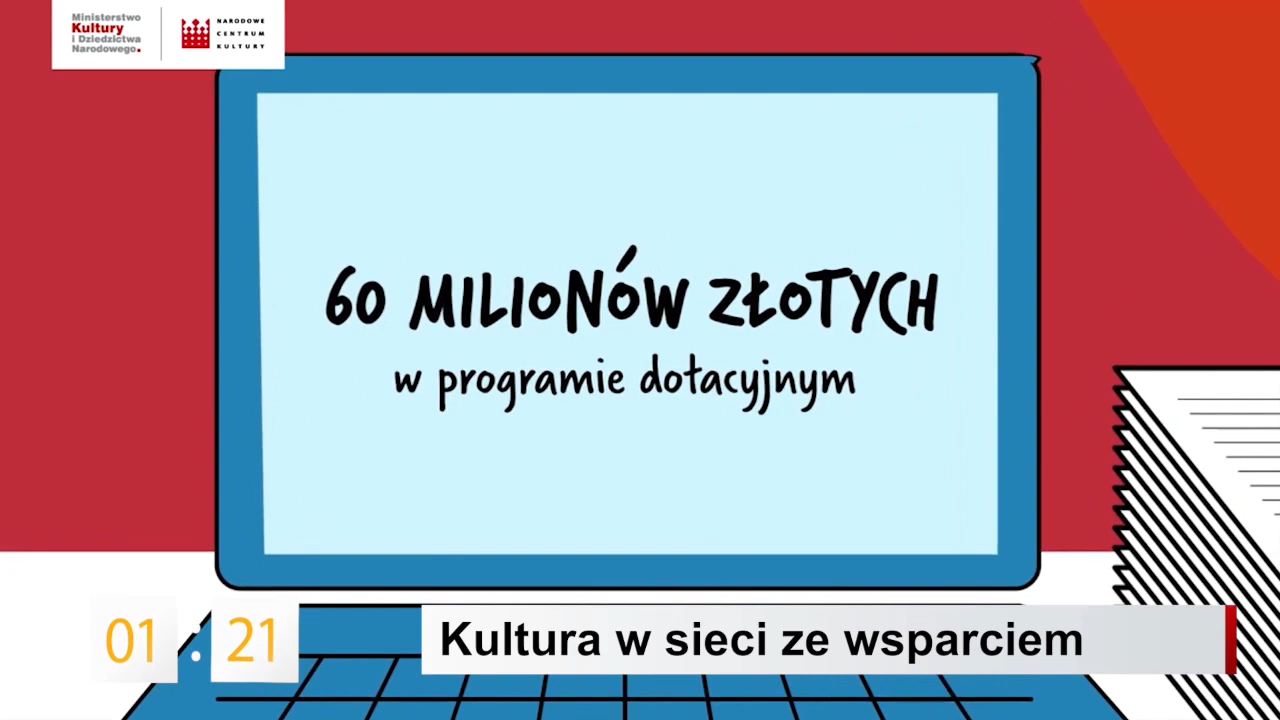 Ministerstwo
Kultury
i Dziedzictwa
Narodowego.
NARODOWE
CENTRUM
KULTURY
60 MILIONÓW ZŁOTYCH
w programie dotacyjnym
01:21
Kultura w sieci ze wsparciem